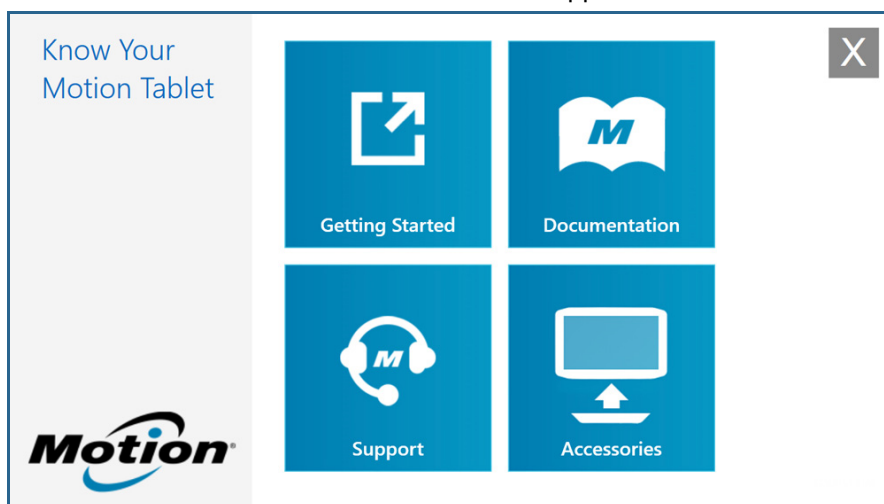 Know Your
Motion Tablet
X
M
Getting Started
Documentation
M
Support
Accessories
Motion